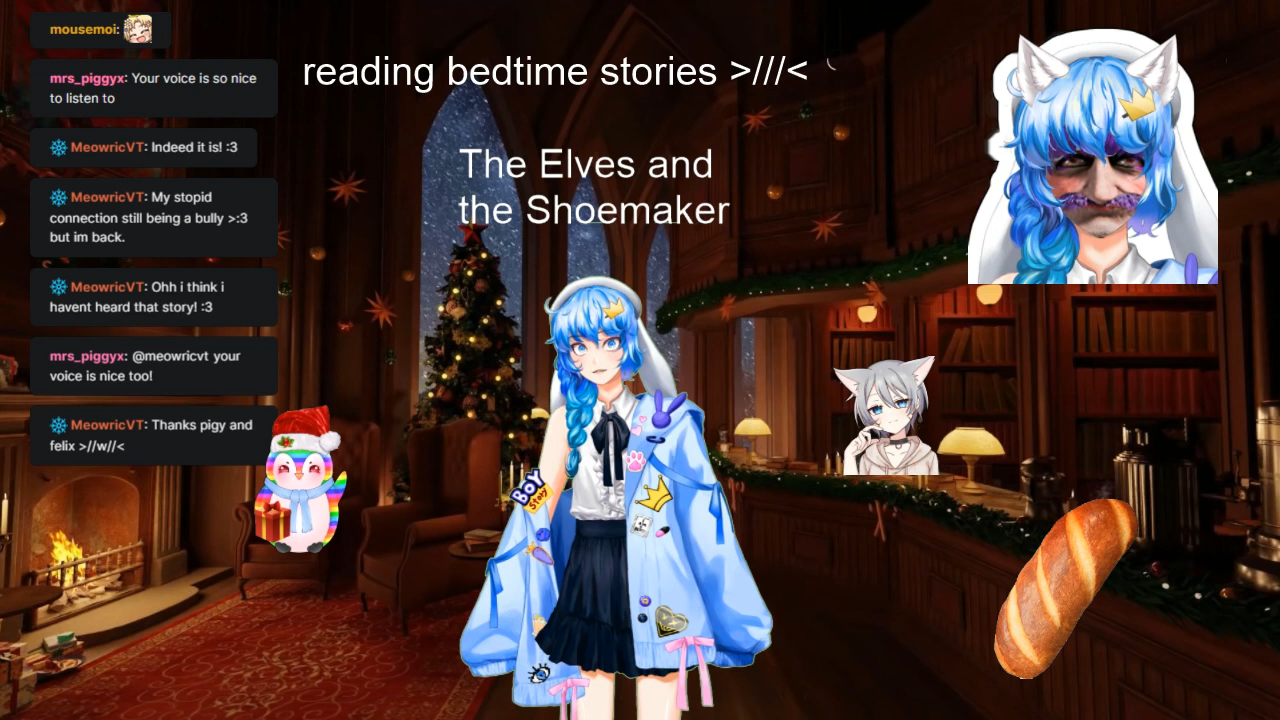 mousemoi:
mrs_piggyx: Your voice is so nice
to listen to
MeowricVT: Indeed it is! :3
MeowricVT: My stopid
connection still being a bully >:3
but im back.
MeowricVT: Ohh i think i
havent heard that story! :3
mrs_piggyx: @meowricvt your
voice is nice too!
MeowricVT: Thanks pigy and
felix >//w//<
reading bedtime stories >///<
The Elves and
the Shoemaker
BOY
Story